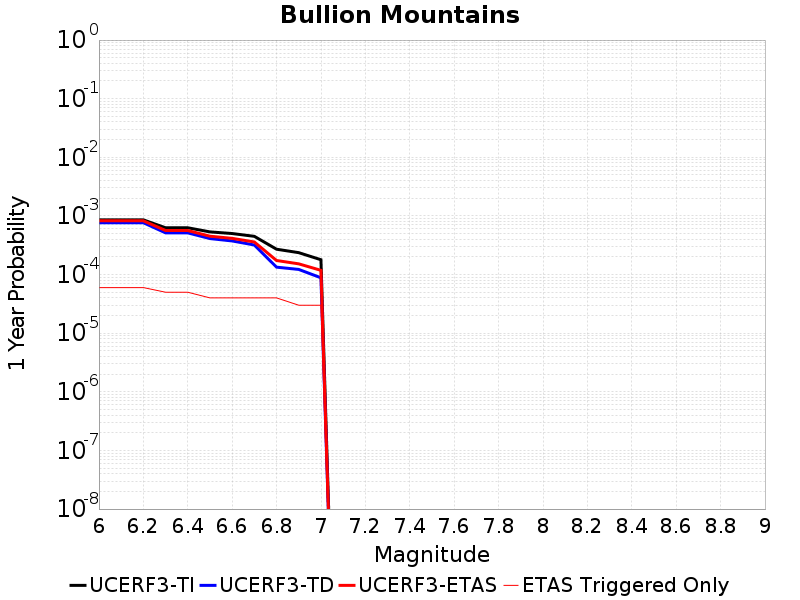 Bullion Mountains
1 Year Probability
10^0
10^-1
10^-2
10^-3
10^-4
10^-5
10^-6
10^-7
10^-8
6 6.2 6.4 6.6 6.8 7 7.2 7.4 7.6 7.8 8 8.2 8.4 8.6 8.8 9
Magnitude
UCERF3-TI UCERF3-TD UCERF3-ETAS ETAS Triggered Only